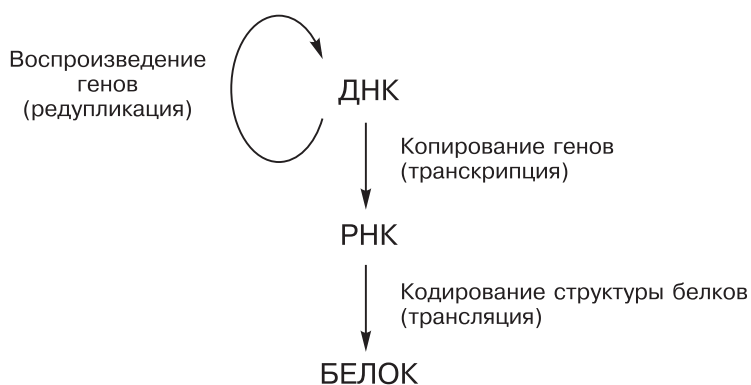 Воспроизведение
генов
(редупликация)
ДНК
Копирование генов
(транскрипция)
РНК
Кодирование структуры белков
(трансляция)
БЕЛОК